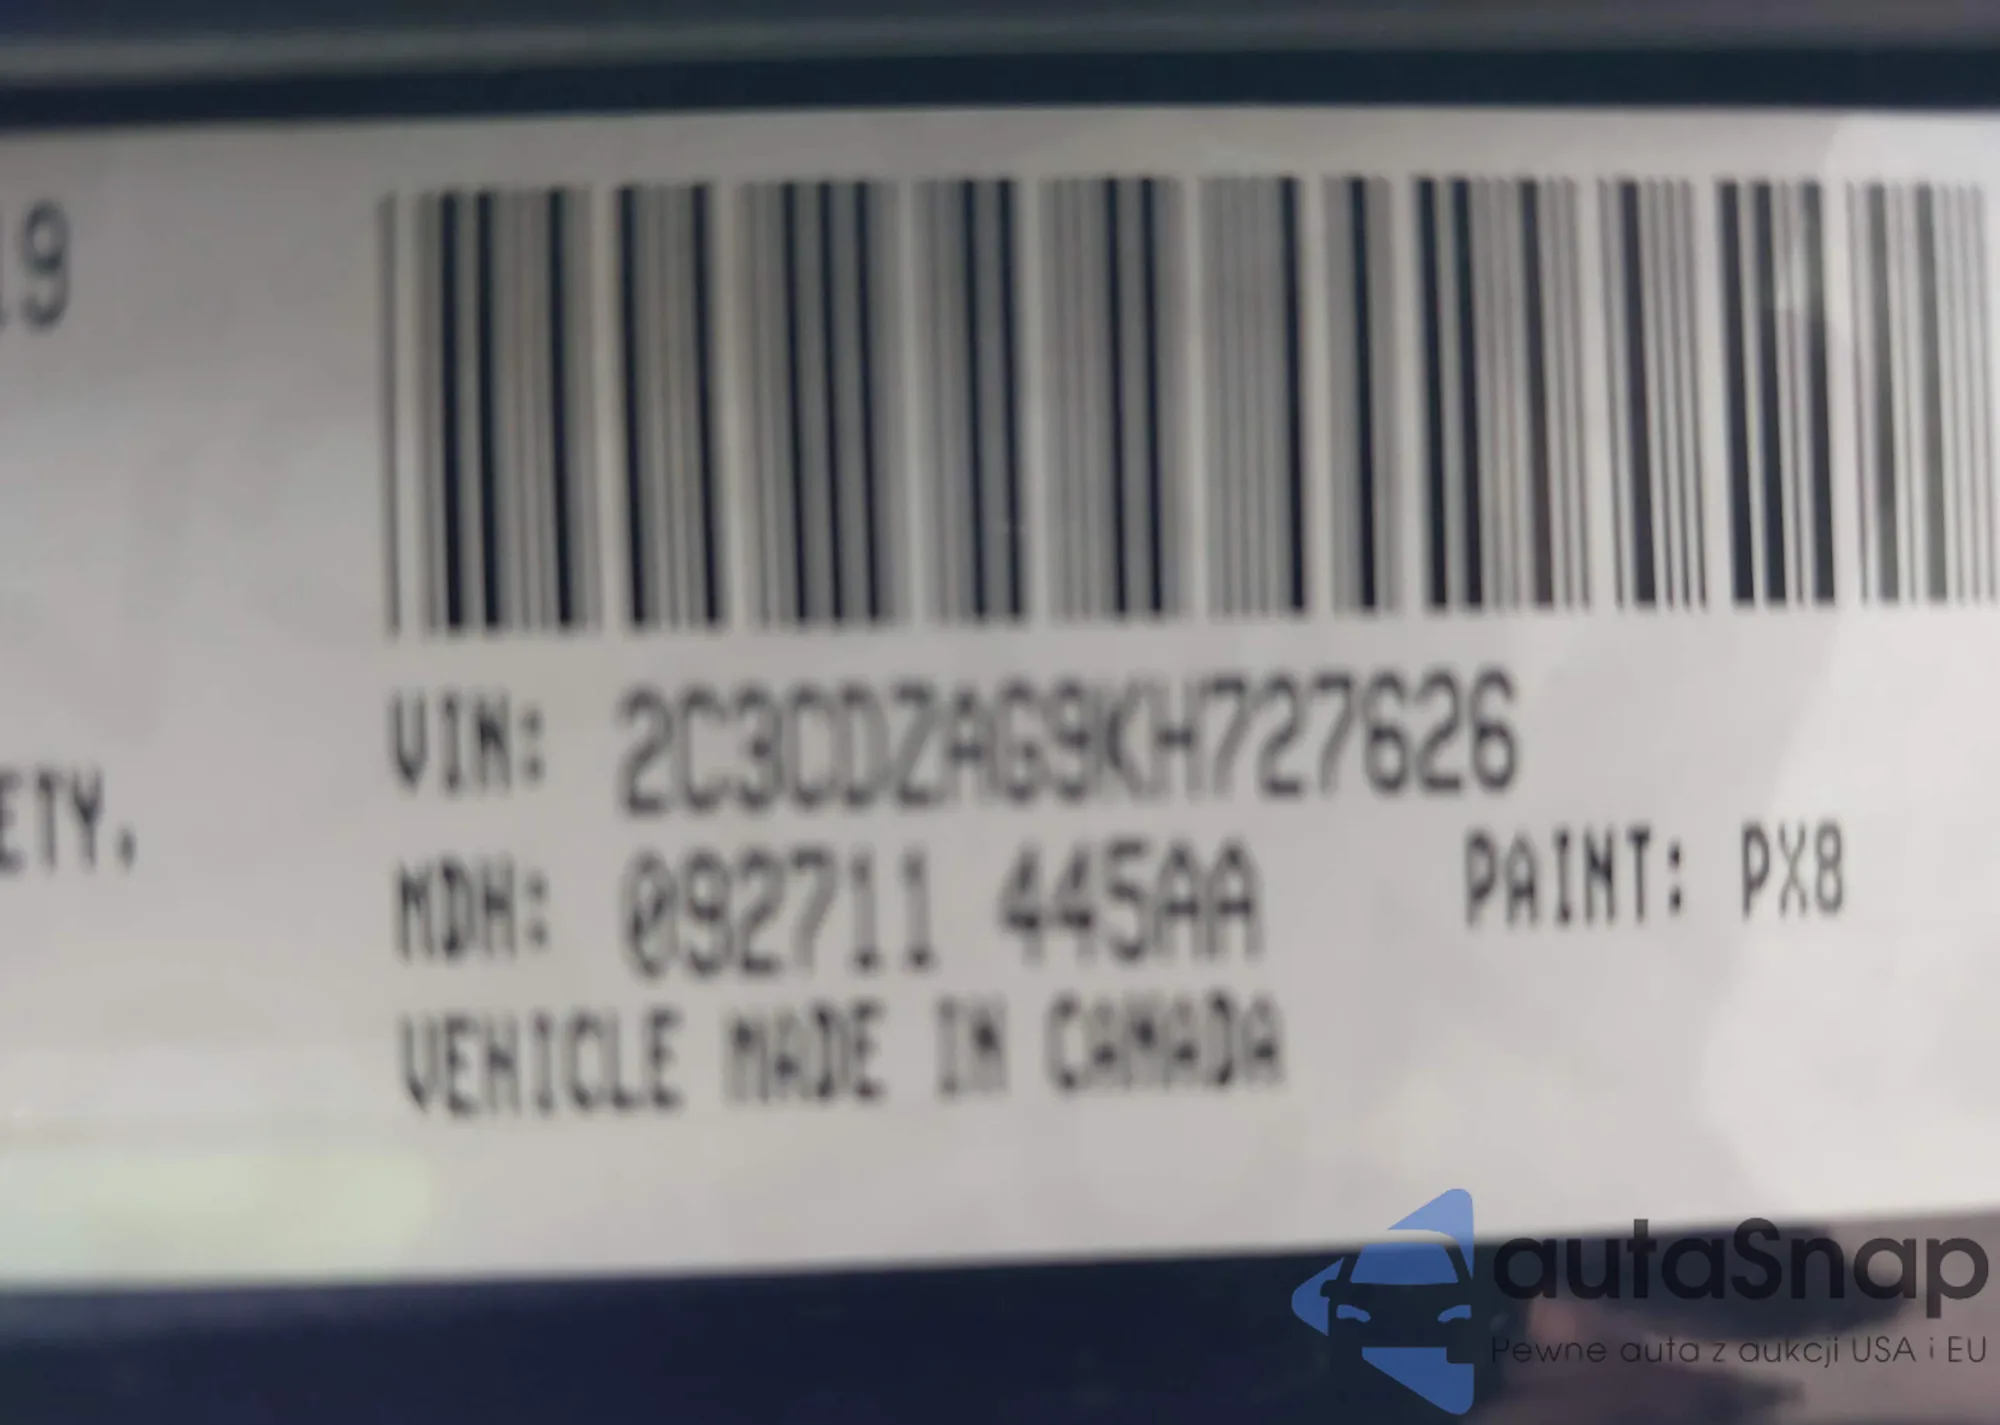 19
VIN: 2C3CDZAG9KH727626
ETY,
MDH: 092711 445AA
PAINT: PX8
VEHICLE MADE IN CANADA
autaSnap
Pewne auta z aukcji USA i EU